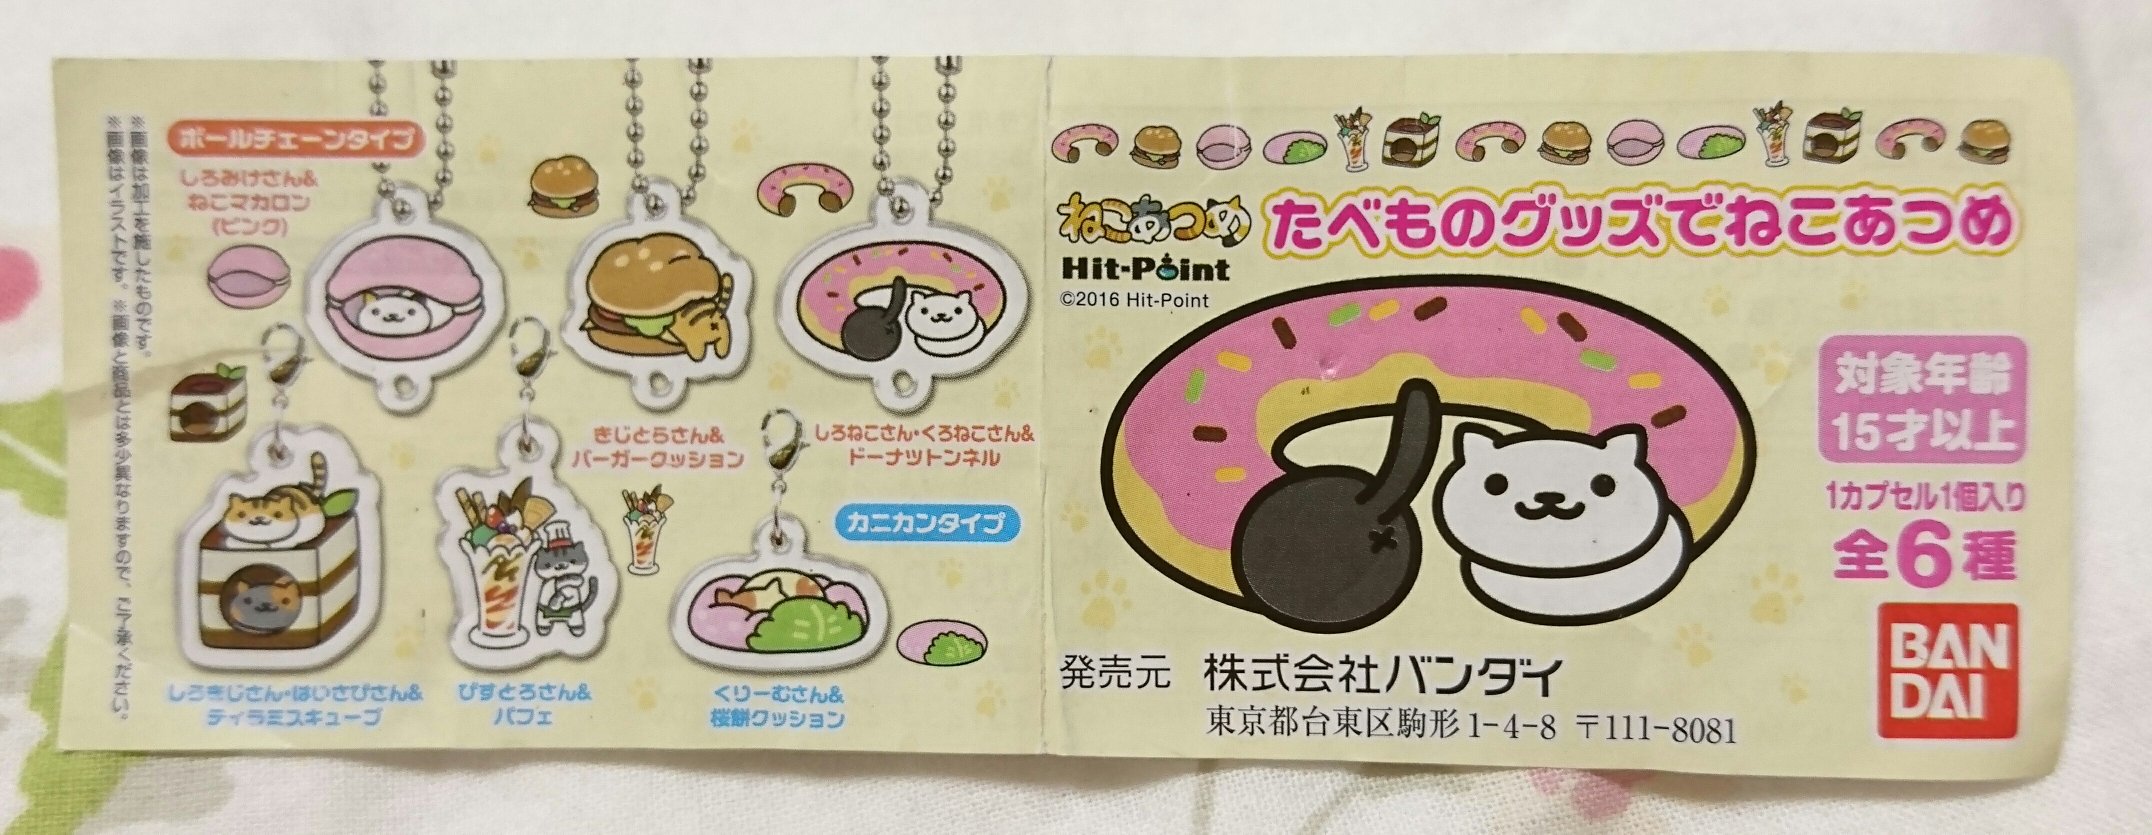 ※画像は加工を施したものです。
※画像はイラストです。※画像と商品とは多少異なりますので、ご了承ください。
ボールチェーンタイプ
しろみけさん&
ねこマカロン
(ピンク)
きじとらさん&
バーガークッション
しろねこさん・くろねこさん&
ドーナツトンネル
カニカンタイプ
しろきじさん・はいさびさん&
ティラミスキューブ
びすとろさん&
パフェ
くりーむさん&
桜餅クッション
ねこあつめ
たべものグッズでねこあつめ
Hit-Point
©2016 Hit-Point
対象年齢
15才以上
1カプセル1個入り
全6種
発売元 株式会社バンダイ
東京都台東区駒形1-4-8 〒111-8081
BAN
DAI